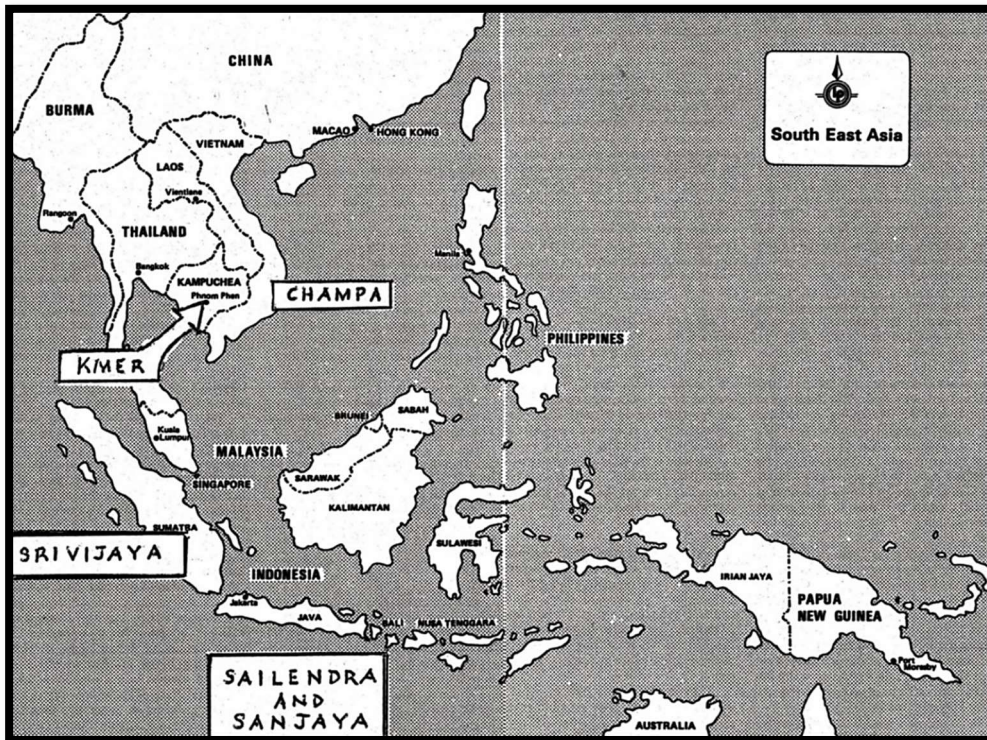 CHINA
BURMA
MACAO
HONG KONG
VIETNAM
LAOS
Vientiane
Rangoon
THAILAND
Bangkok
KAMPUCHEA
Phnom Phen
CHAMPA
KMER
Manila
PHILIPPINES
South East Asia
BRUNEI
SABAH
Kuala
Lumpur
MALAYSIA
SARAWAK
SINGAPORE
KALIMANTAN
SUMATRA
SRIVIJAYA
SULAWESI
INDONESIA
Jakarta
JAVA
BALI
NUSA TENGGARA
IRIAN JAYA
PAPUA
NEW GUINEA
Port
Moresby
SAILENDRA
AND
SANJAYA
AUSTRALIA